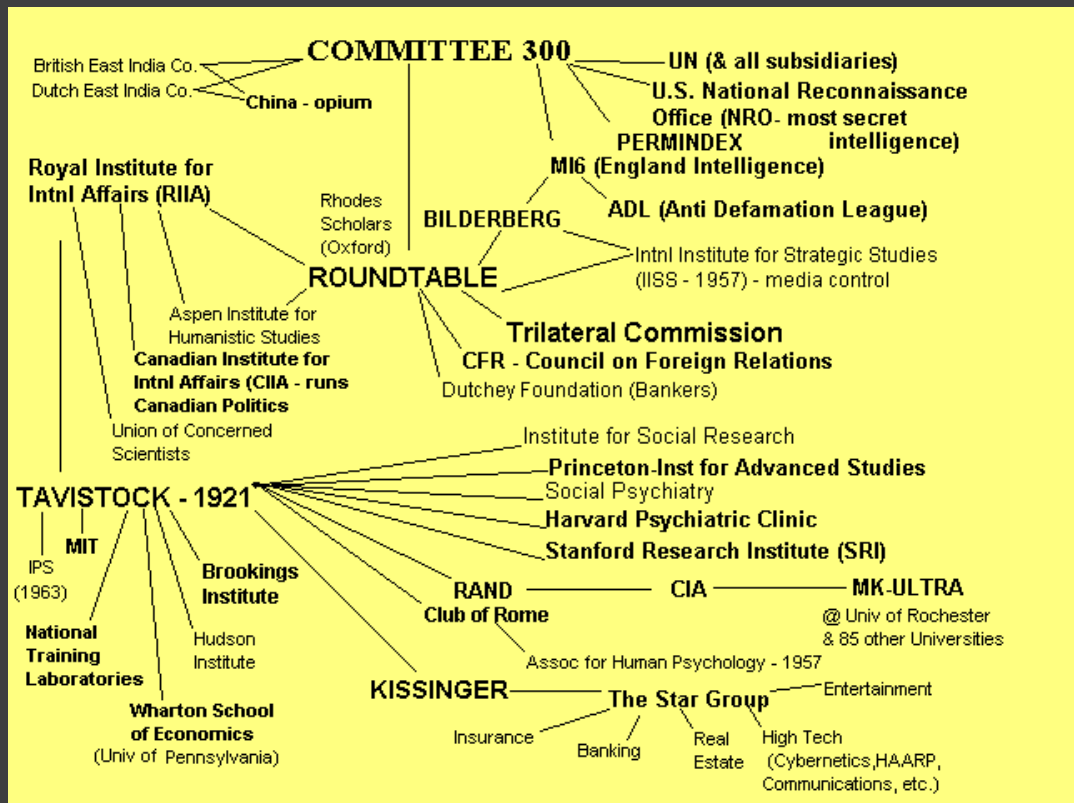 COMMITTEE 300
British East India Co.
Dutch East India Co.
China - opium
UN (& all subsidiaries)
U.S. National Reconnaissance
Office (NRO- most secret
intelligence)
PERMINDEX
MI6 (England Intelligence)
ADL (Anti Defamation League)
Royal Institute for
Intnl Affairs (RIIA)
Rhodes
Scholars
(Oxford)
BILDERBERG
Intnl Institute for Strategic Studies
(IISS - 1957) - media control
ROUNDTABLE
Aspen Institute for
Humanistic Studies
Trilateral Commission
CFR - Council on Foreign Relations
Dutchey Foundation (Bankers)
Canadian Institute for
Intnl Affairs (CIIA - runs
Canadian Politics
Union of Concerned
Scientists
TAVISTOCK - 1921
Institute for Social Research
Princeton-Inst for Advanced Studies
Social Psychiatry
Harvard Psychiatric Clinic
Stanford Research Institute (SRI)
IPS
(1963)
MIT
Brookings
Institute
RAND
CIA
MK-ULTRA
@ Univ of Rochester
& 85 other Universities
Club of Rome
Assoc for Human Psychology - 1957
National
Training
Laboratories
Hudson
Institute
Wharton School
of Economics
(Univ of Pennsylvania)
KISSINGER
The Star Group
Entertainment
Insurance
Banking
Real
Estate
High Tech
(Cybernetics,HAARP,
Communications, etc.)